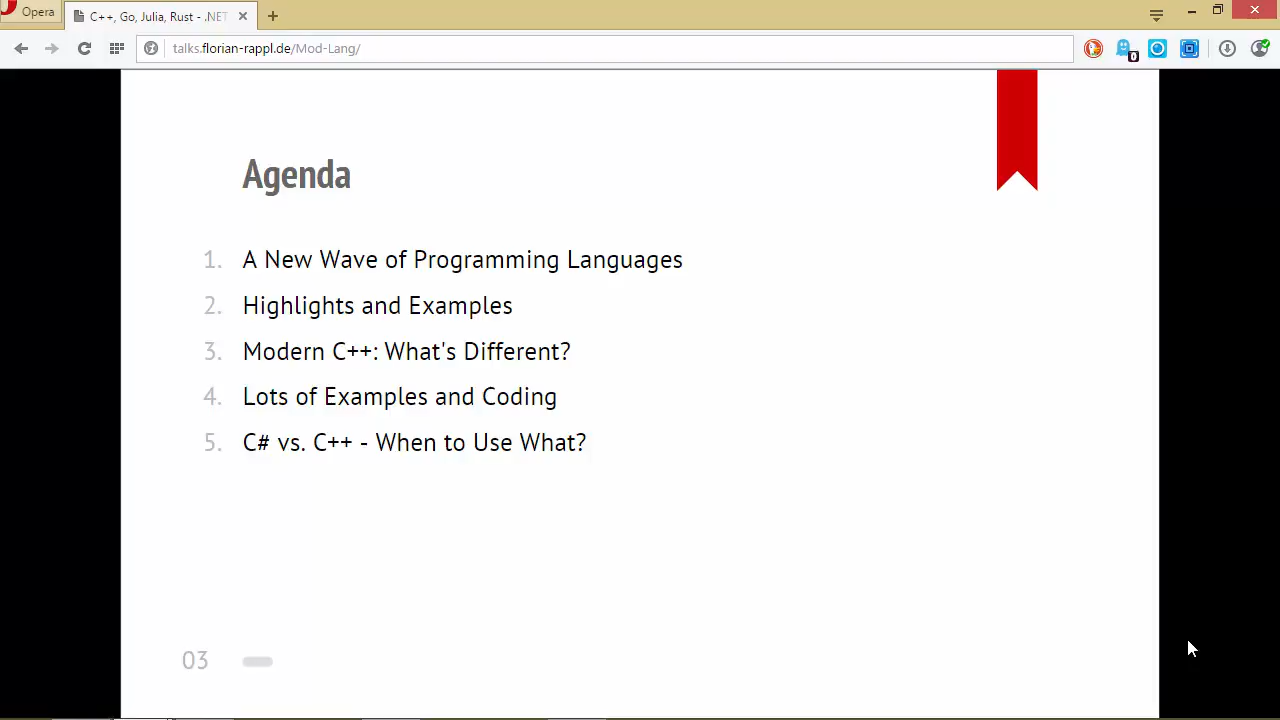 Opera
C++, Go, Julia, Rust - .NET
talks.florian-rappl.de/Mod-Lang/
0
Agenda
1. A New Wave of Programming Languages
2. Highlights and Examples
3. Modern C++: What's Different?
4. Lots of Examples and Coding
5. C# vs. C++ - When to Use What?
03